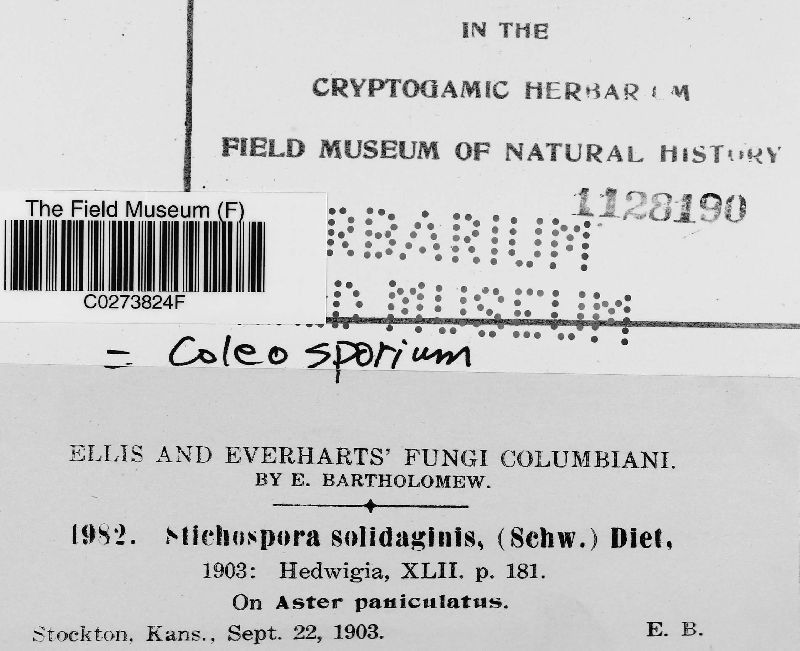 IN THE
CRYPTOGAMIC HERBARIUM
FIELD MUSEUM OF NATURAL HISTORY
1128190
The Field Museum (F)
RBARIUM
C0273824F
D MUSEUM
= Coleosporium
ELLIS AND EVERHARTS' FUNGI COLUMBIANI.
BY E. BARTHOLOMEW.
1982. Stichospora solidaginis, (Schw.) Diet,
1903: Hedwigia, XLII. p. 181.
On Aster paniculatus.
Stockton, Kans., Sept. 22, 1903. E. B.